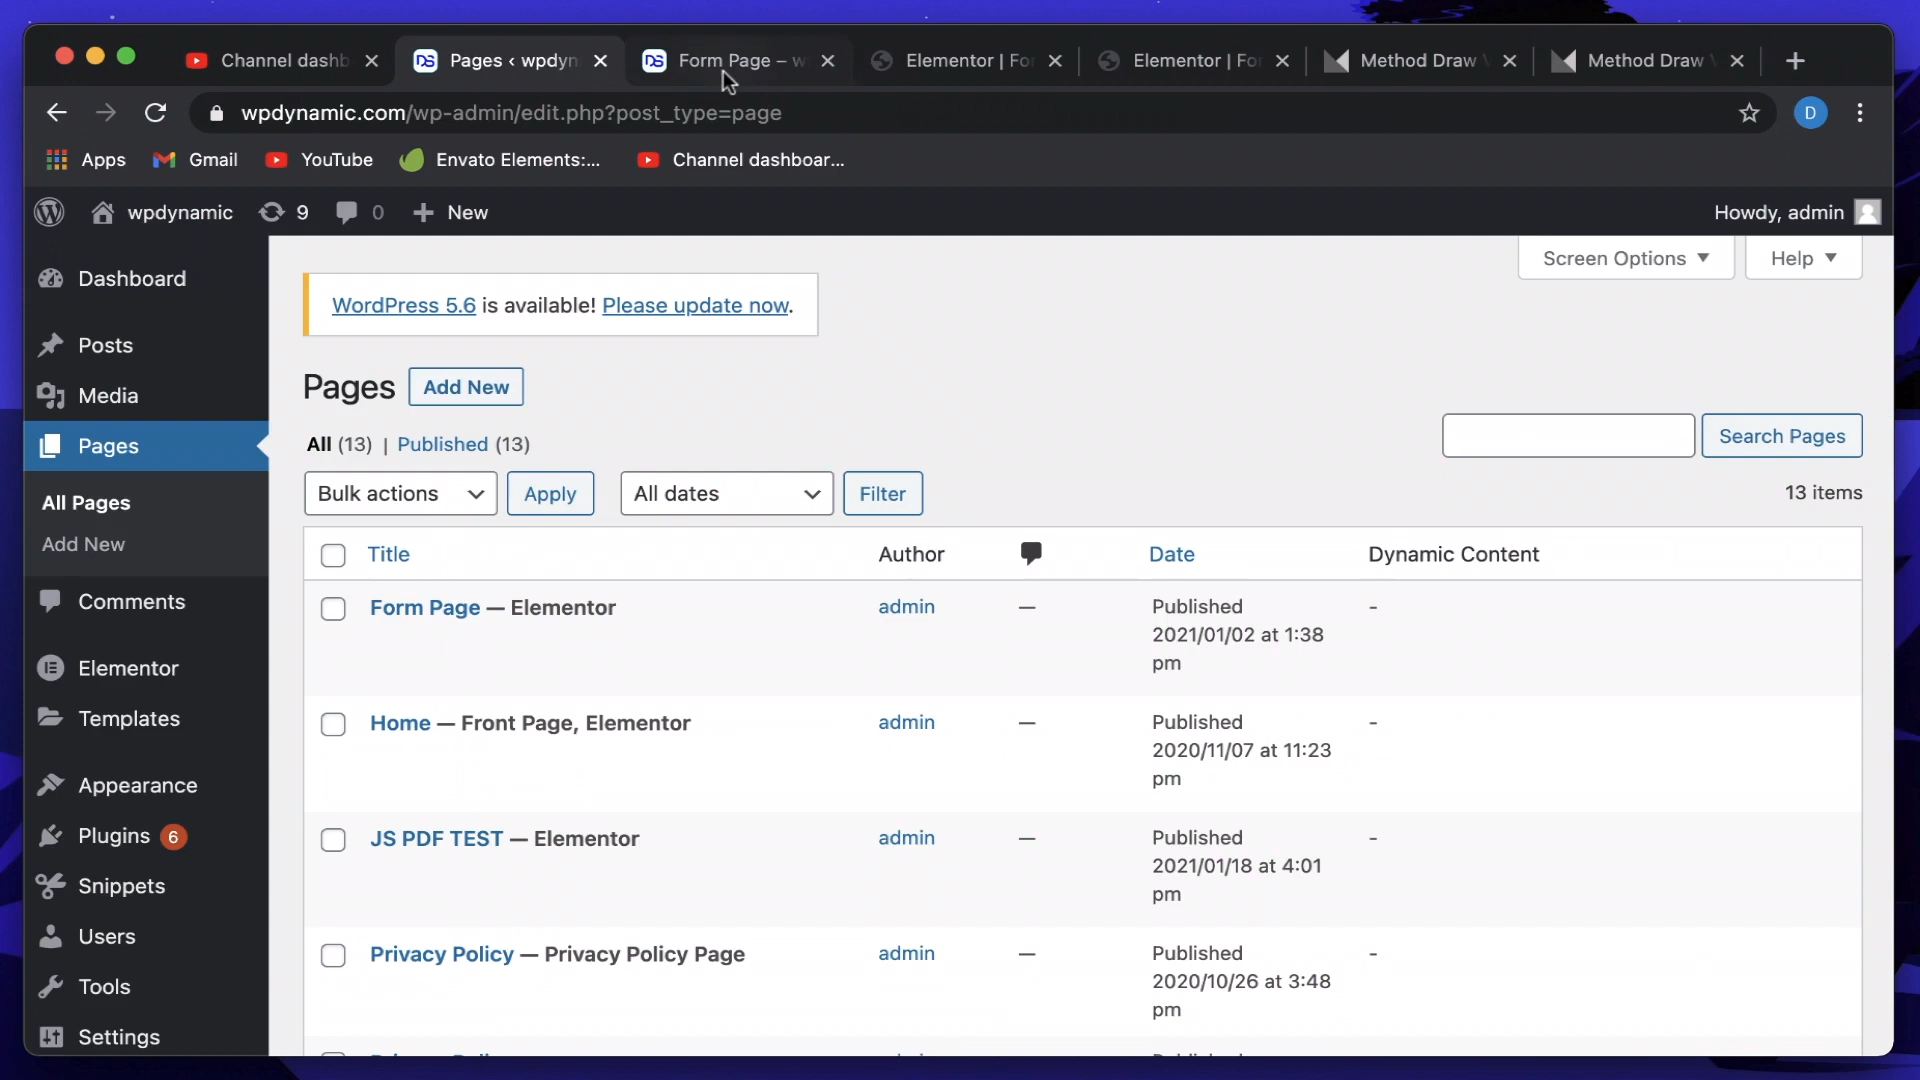 Channel dashb
Pages ‹ wpdyn
Form Page – w
Elementor | Fo
Elementor | Fo
Method Draw
Method Draw
wpdynamic.com/wp-admin/edit.php?post_type=page
D
Apps
Gmail
YouTube
Envato Elements:...
Channel dashboar...
wpdynamic
9
0
New
Howdy, admin
Screen Options
Help
Dashboard
Posts
Media
Pages
All Pages
Add New
Comments
Elementor
Templates
Appearance
Plugins 6
Snippets
Users
Tools
Settings
WordPress 5.6 is available! Please update now.
Pages
Add New
All (13) | Published (13)
Search Pages
Bulk actions
Apply
All dates
Filter
13 items
Title Author Date Dynamic Content
Form Page — Elementor admin — Published -
2021/01/02 at 1:38
pm
Home — Front Page, Elementor admin — Published -
2020/11/07 at 11:23
pm
JS PDF TEST — Elementor admin — Published -
2021/01/18 at 4:01
pm
Privacy Policy — Privacy Policy Page admin — Published -
2020/10/26 at 3:48
pm